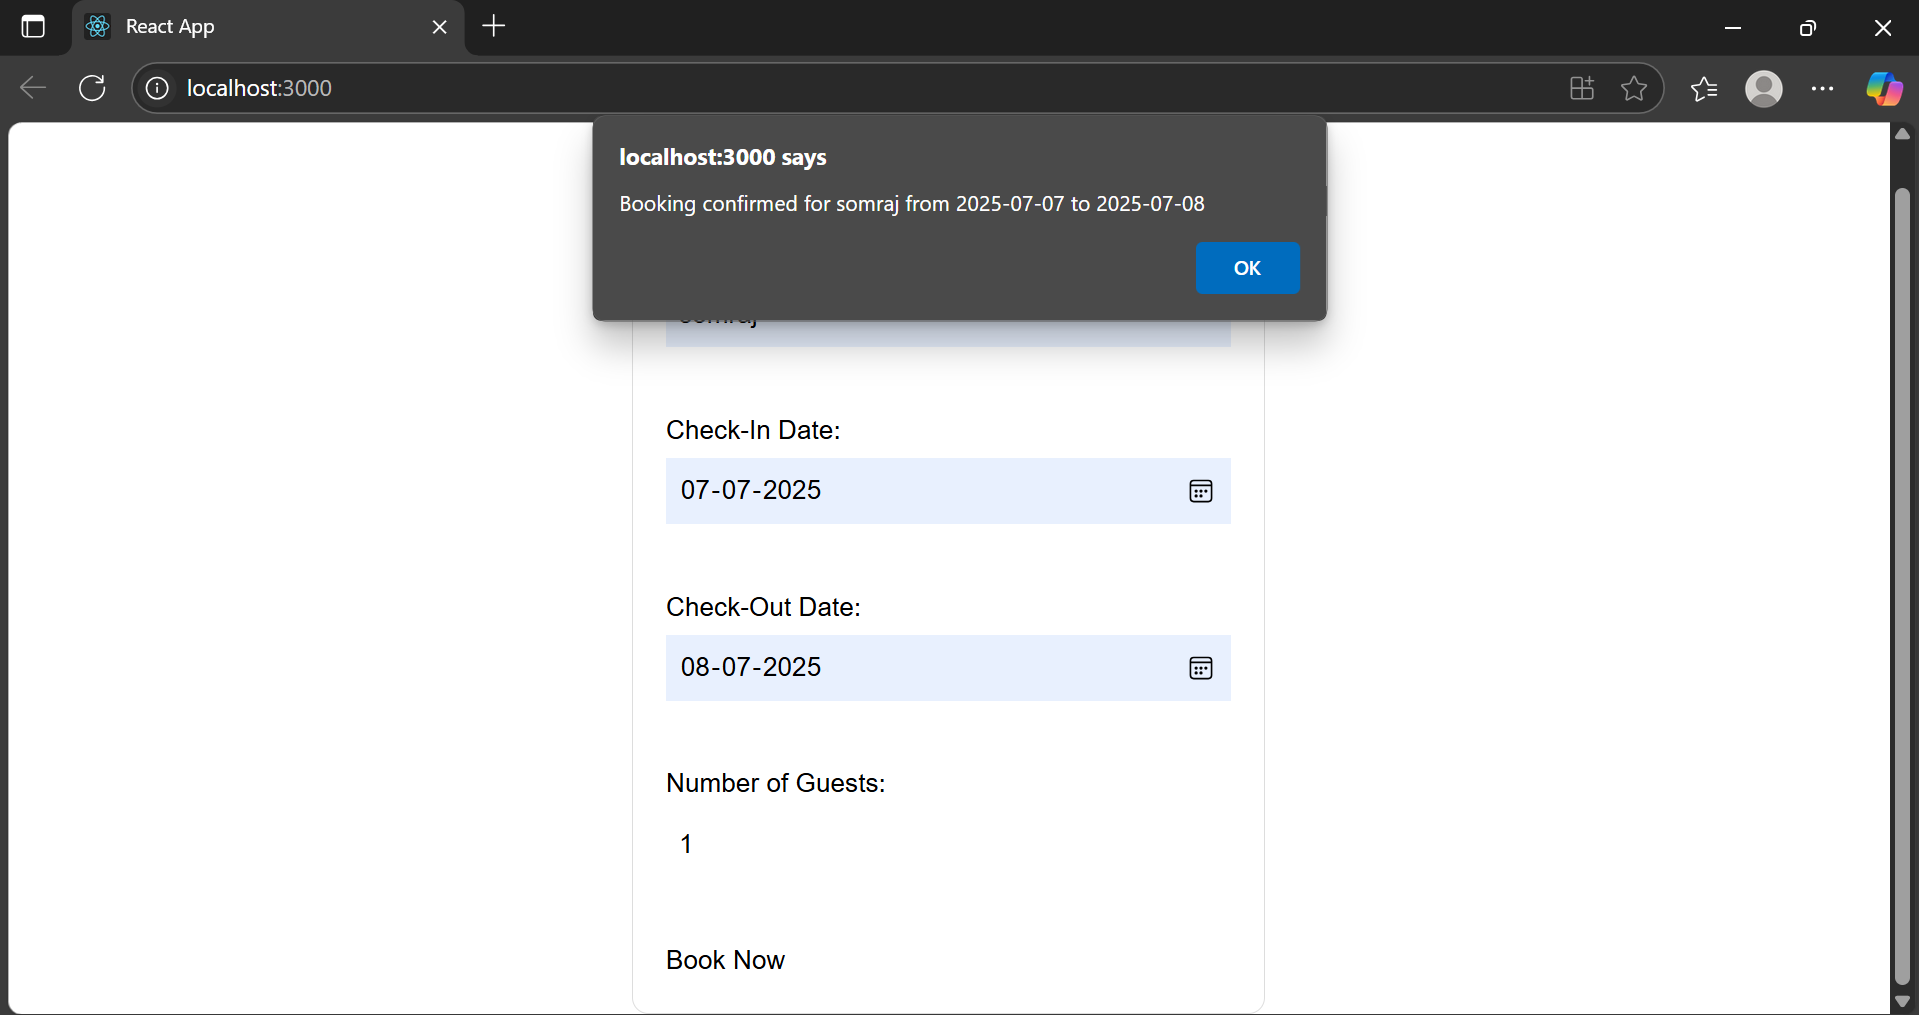 React App
localhost:3000
localhost:3000 says
Booking confirmed for somraj from 2025-07-07 to 2025-07-08
OK
somraj
Check-In Date:
07-07-2025
Check-Out Date:
08-07-2025
Number of Guests:
1
Book Now